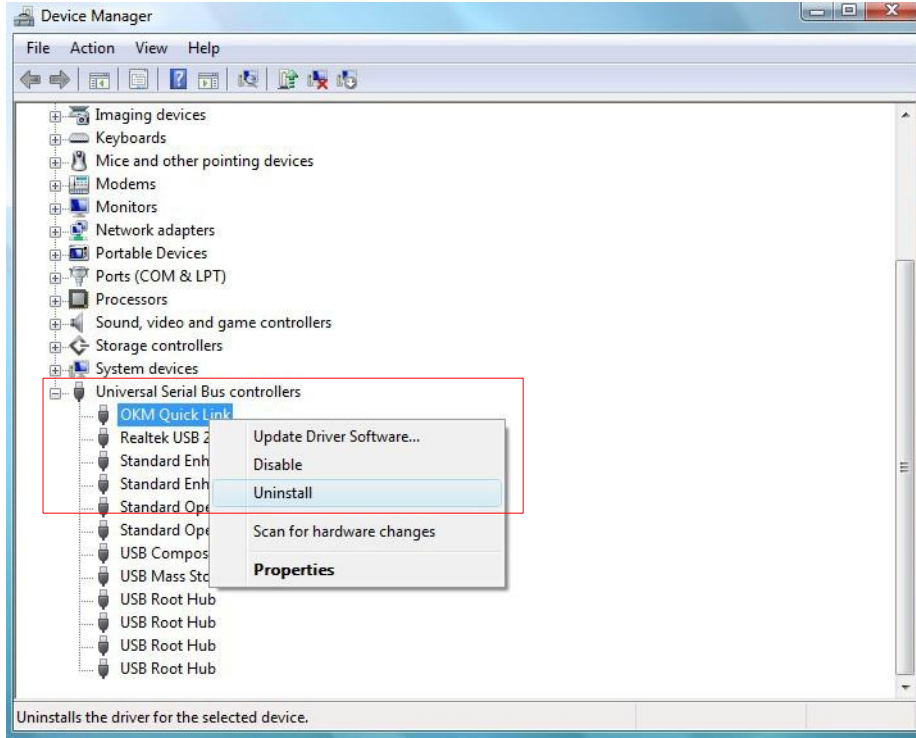 Device Manager
File Action View Help
Imaging devices
Keyboards
Mice and other pointing devices
Modems
Monitors
Network adapters
Portable Devices
Ports (COM & LPT)
Processors
Sound, video and game controllers
Storage controllers
System devices
Universal Serial Bus controllers
OKM Quick Link
Realtek USB 2
Standard Enh
Standard Enh
Standard Ope
Standard Ope
USB Compos
USB Mass Sto
USB Root Hub
USB Root Hub
USB Root Hub
USB Root Hub
Update Driver Software...
Disable
Uninstall
Scan for hardware changes
Properties
Uninstalls the driver for the selected device.